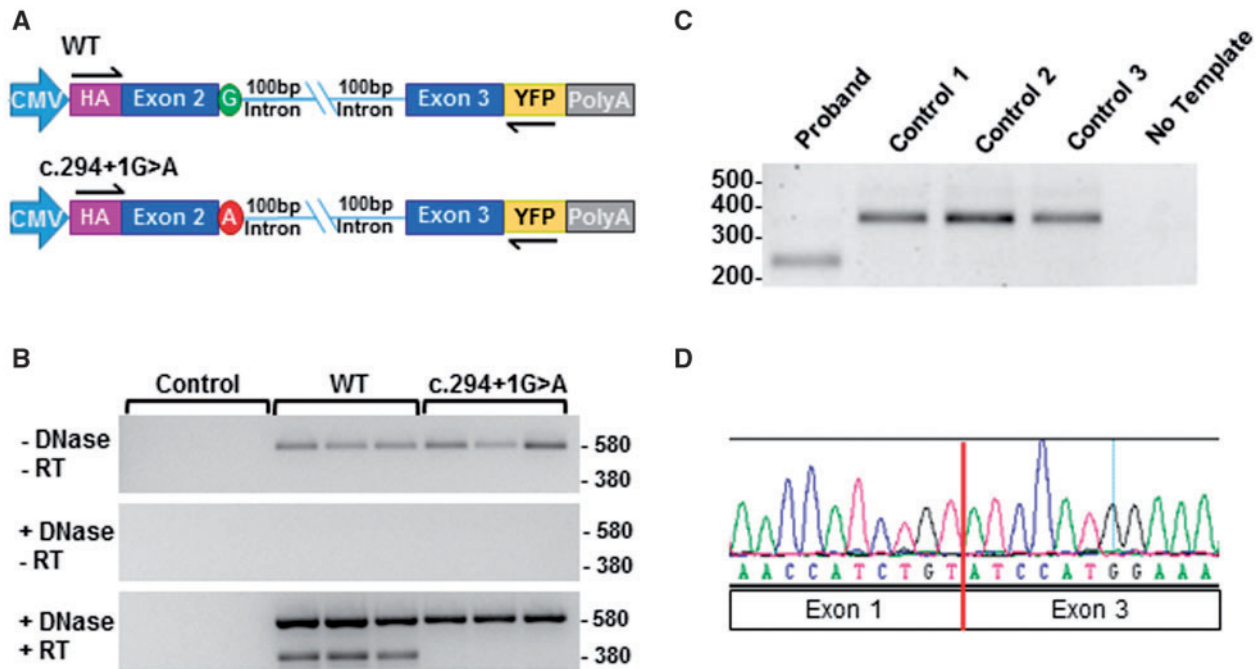 A
WT
CMV HA Exon 2 G 100bp Intron 100bp Intron Exon 3 YFP PolyA
c.294+1G>A
CMV HA Exon 2 A 100bp Intron 100bp Intron Exon 3 YFP PolyA
B
Control WT c.294+1G>A
- DNase
- RT
- 580
- 380
+ DNase
- RT
- 580
- 380
+ DNase
+ RT
- 580
- 380
C
Proband
Control 1
Control 2
Control 3
No Template
500-
400-
300-
200-
D
A A C C A T C T G T A T C C A T G G A A A
Exon 1 Exon 3